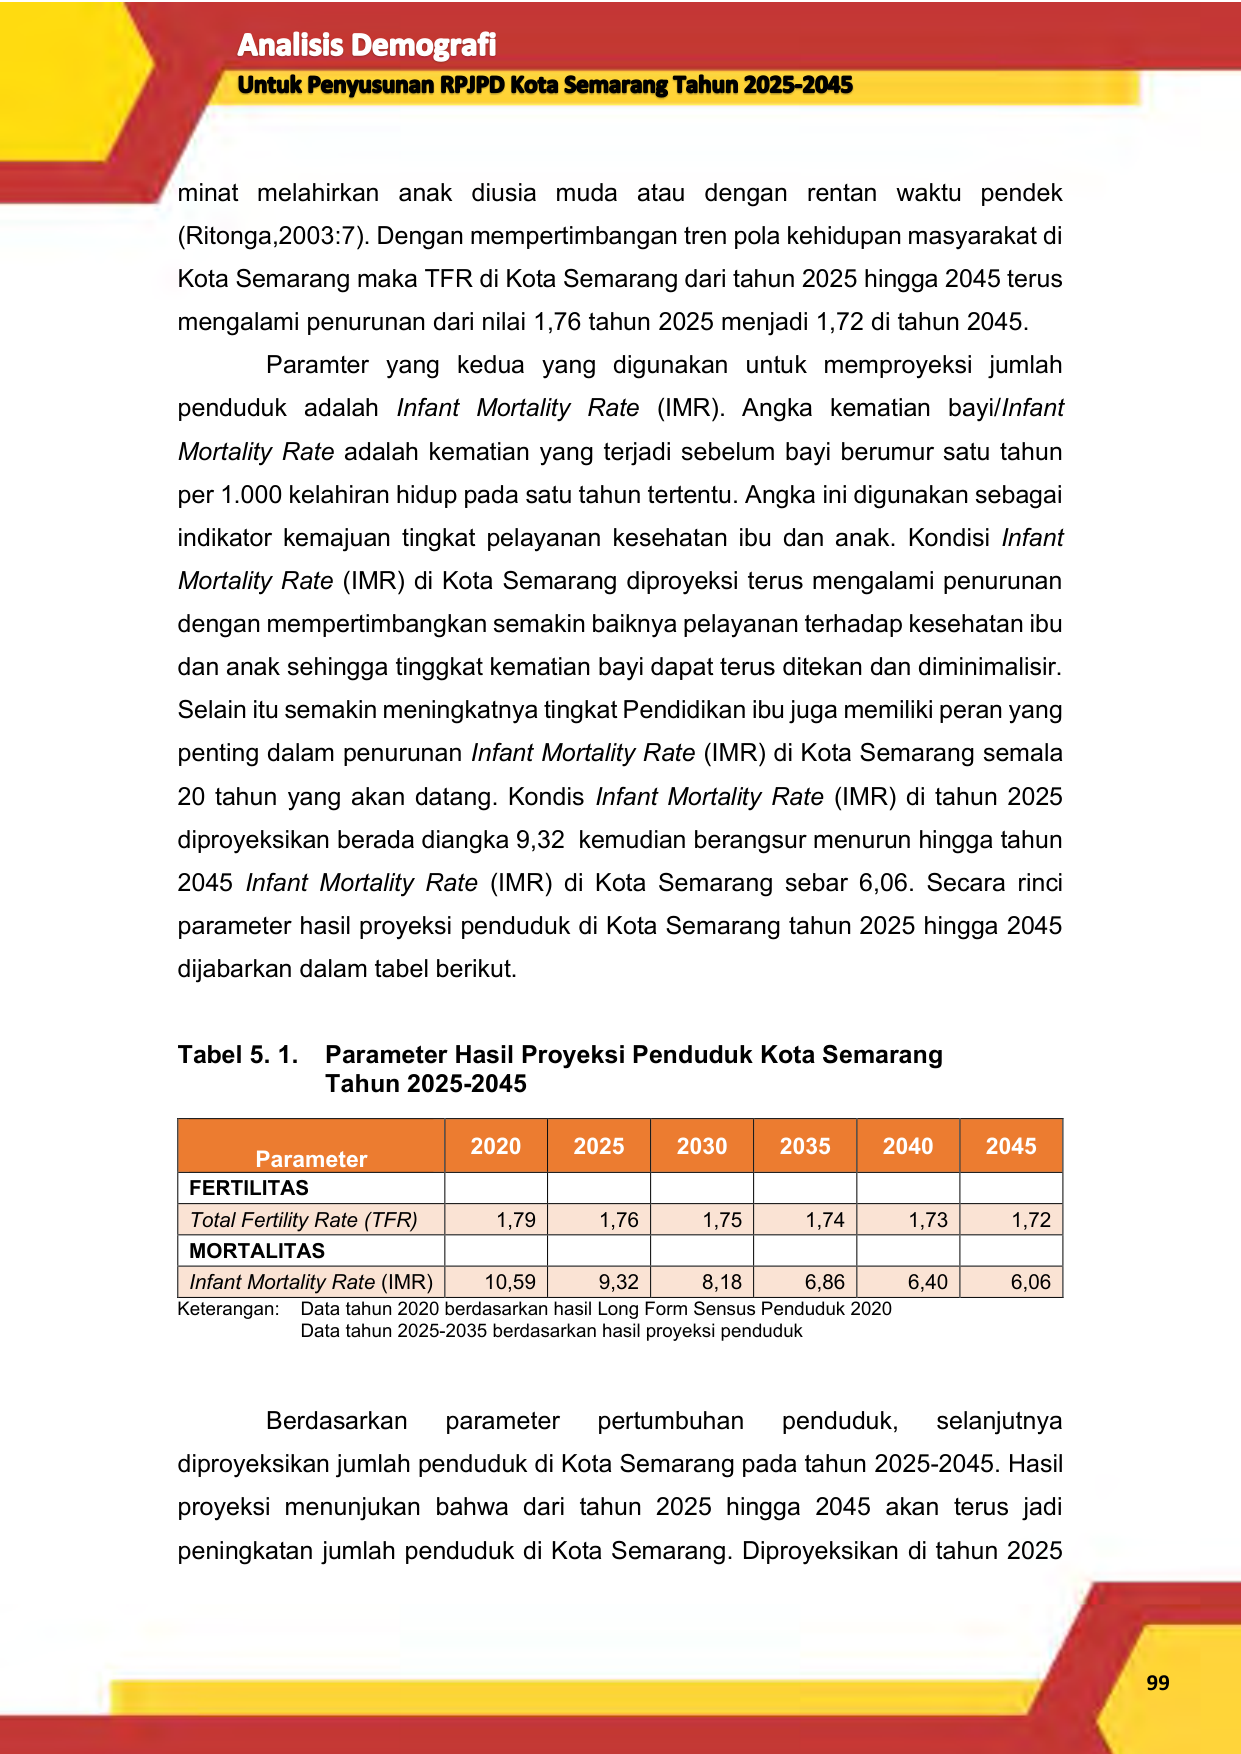 Analisis Demografi
Untuk Penyusunan RPJPD Kota Semarang Tahun 2025-2045
minat melahirkan anak diusia muda atau dengan rentan waktu pendek
(Ritonga,2003:7). Dengan mempertimbangan tren pola kehidupan masyarakat di
Kota Semarang maka TFR di Kota Semarang dari tahun 2025 hingga 2045 terus
mengalami penurunan dari nilai 1,76 tahun 2025 menjadi 1,72 di tahun 2045.
Paramter yang kedua yang digunakan untuk memproyeksi jumlah
penduduk adalah Infant Mortality Rate (IMR). Angka kematian bayi/Infant
Mortality Rate adalah kematian yang terjadi sebelum bayi berumur satu tahun
per 1.000 kelahiran hidup pada satu tahun tertentu. Angka ini digunakan sebagai
indikator kemajuan tingkat pelayanan kesehatan ibu dan anak. Kondisi Infant
Mortality Rate (IMR) di Kota Semarang diproyeksi terus mengalami penurunan
dengan mempertimbangkan semakin baiknya pelayanan terhadap kesehatan ibu
dan anak sehingga tinggkat kematian bayi dapat terus ditekan dan diminimalisir.
Selain itu semakin meningkatnya tingkat Pendidikan ibu juga memiliki peran yang
penting dalam penurunan Infant Mortality Rate (IMR) di Kota Semarang semala
20 tahun yang akan datang. Kondis Infant Mortality Rate (IMR) di tahun 2025
diproyeksikan berada diangka 9,32 kemudian berangsur menurun hingga tahun
2045 Infant Mortality Rate (IMR) di Kota Semarang sebar 6,06. Secara rinci
parameter hasil proyeksi penduduk di Kota Semarang tahun 2025 hingga 2045
dijabarkan dalam tabel berikut.
Tabel 5. 1. Parameter Hasil Proyeksi Penduduk Kota Semarang
Tahun 2025-2045
Parameter 2020 2025 2030 2035 2040 2045
FERTILITAS
Total Fertility Rate (TFR) 1,79 1,76 1,75 1,74 1,73 1,72
MORTALITAS
Infant Mortality Rate (IMR) 10,59 9,32 8,18 6,86 6,40 6,06
Keterangan: Data tahun 2020 berdasarkan hasil Long Form Sensus Penduduk 2020
Data tahun 2025-2035 berdasarkan hasil proyeksi penduduk
Berdasarkan parameter pertumbuhan penduduk, selanjutnya
diproyeksikan jumlah penduduk di Kota Semarang pada tahun 2025-2045. Hasil
proyeksi menunjukan bahwa dari tahun 2025 hingga 2045 akan terus jadi
peningkatan jumlah penduduk di Kota Semarang. Diproyeksikan di tahun 2025
99